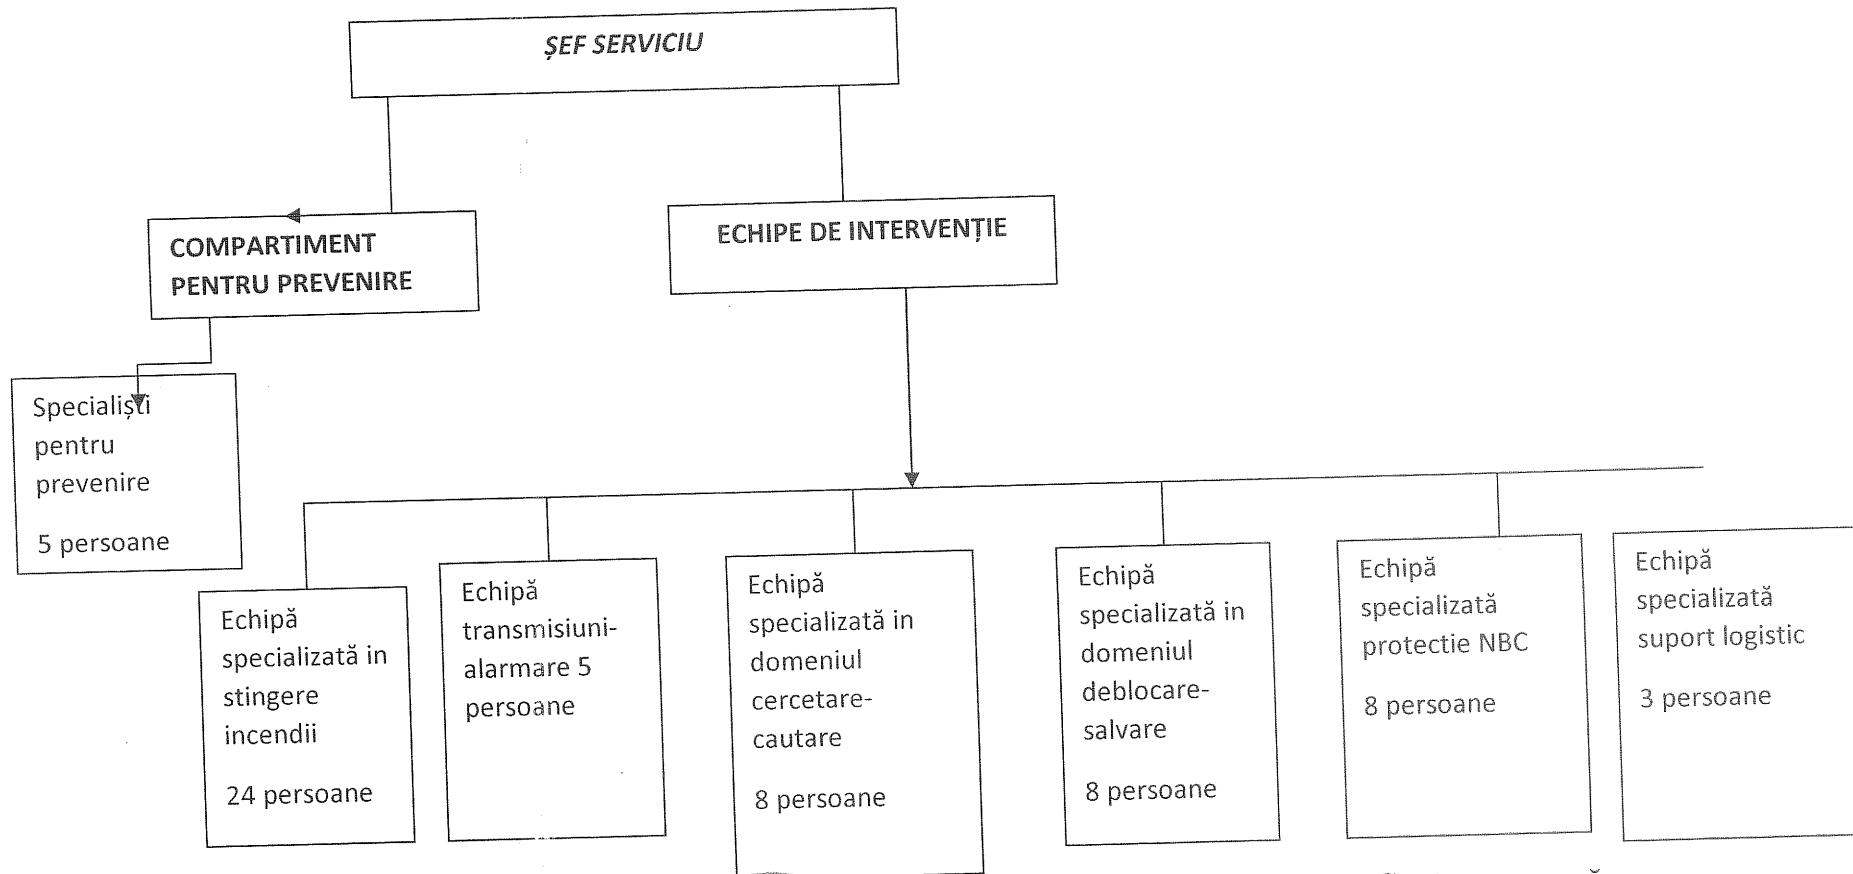 ȘEF SERVICIU
COMPARTIMENT
PENTRU PREVENIRE
ECHIPE DE INTERVENȚIE
Specialiști
pentru
prevenire
5 persoane
Echipă
specializată in
stingere
incendii
24 persoane
Echipă
transmisiuni-
alarmare 5
persoane
Echipă
specializată in
domeniul
cercetare-
cautare
8 persoane
Echipă
specializată in
domeniul
deblocare-
salvare
8 persoane
Echipă
specializată
protectie NBC
8 persoane
Echipă
specializată
suport logistic
3 persoane